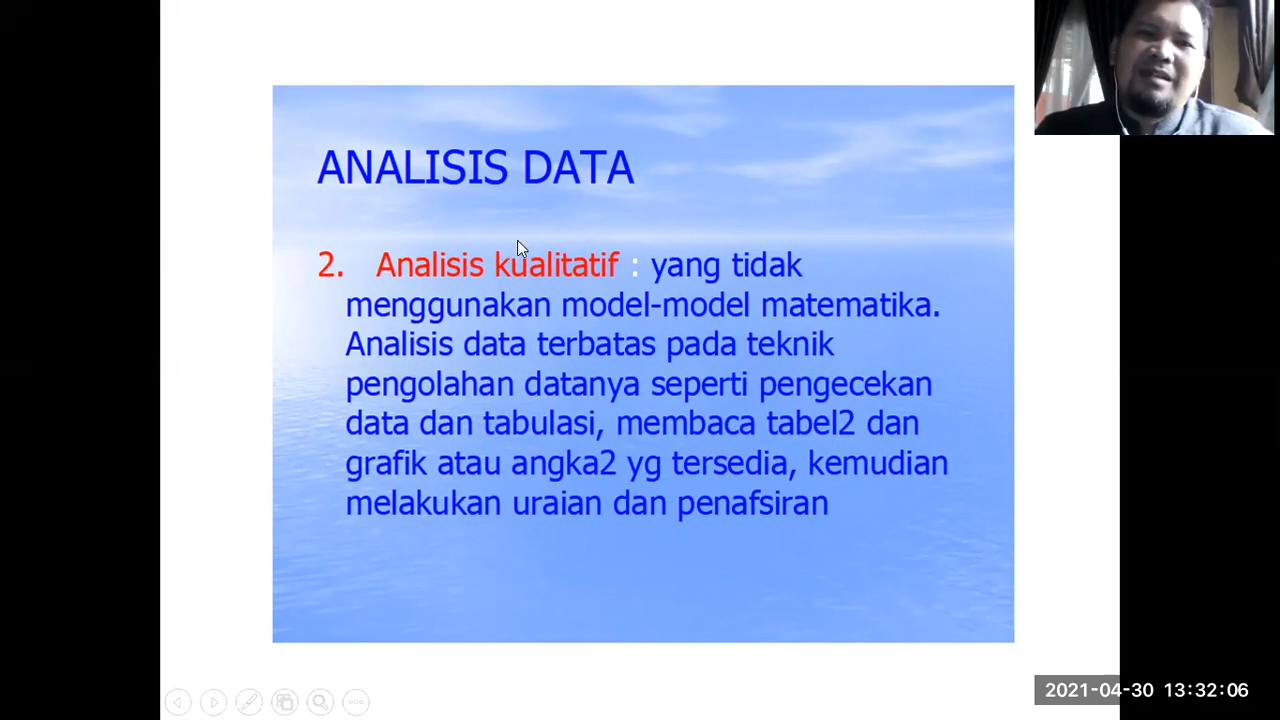 ANALISIS DATA
2. Analisis kualitatif : yang tidak
menggunakan model-model matematika.
Analisis data terbatas pada teknik
pengolahan datanya seperti pengecekan
data dan tabulasi, membaca tabel2 dan
grafik atau angka2 yg tersedia, kemudian
melakukan uraian dan penafsiran
2021-04-30 13:32:06